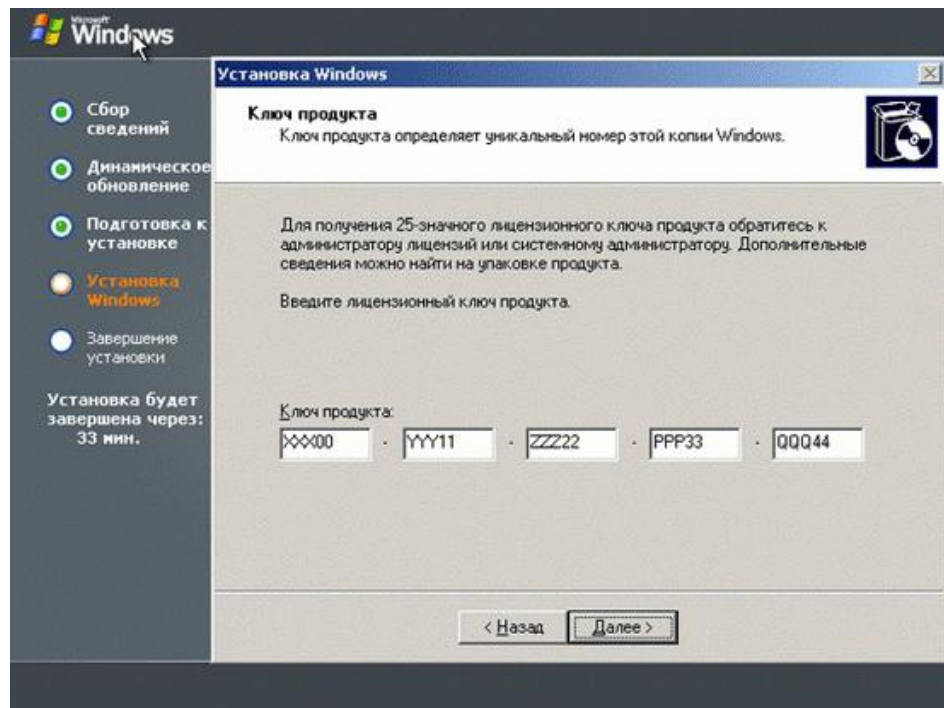 Microsoft
Windows
Установка Windows
Сбор
сведений
Динамическое
обновление
Подготовка к
установке
Установка
Windows
Завершение
установки
Установка будет
завершена через:
33 мин.
Ключ продукта
Ключ продукта определяет уникальный номер этой копии Windows.
Для получения 25-значного лицензионного ключа продукта обратитесь к
администратору лицензий или системному администратору. Дополнительные
сведения можно найти на упаковке продукта.
Введите лицензионный ключ продукта.
Ключ продукта:
XXX00 - YYY11 - ZZZ22 - PPP33 - QQQ44
< Назад Далее >